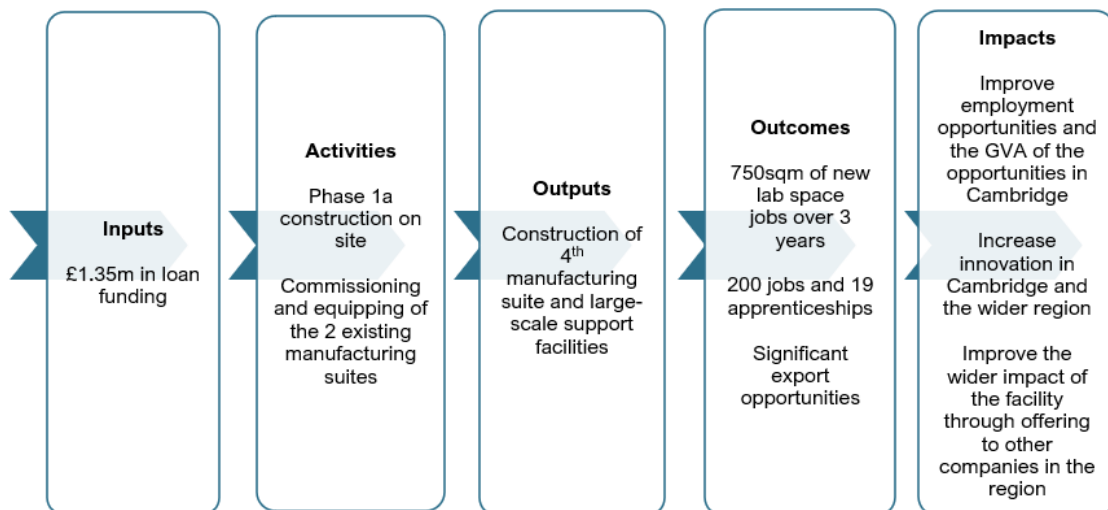 Inputs
£1.35m in loan
funding
Activities
Phase 1a
construction on
site
Commissioning
and equipping of
the 2 existing
manufacturing
suites
Outputs
Construction of
4th
manufacturing
suite and large-
scale support
facilities
Outcomes
750sqm of new
lab space
jobs over 3
years
200 jobs and 19
apprenticeships
Significant
export
opportunities
Impacts
Improve
employment
opportunities and
the GVA of the
opportunities in
Cambridge
Increase
innovation in
Cambridge and
the wider region
Improve the
wider impact of
the facility
through offering
to other
companies in the
region